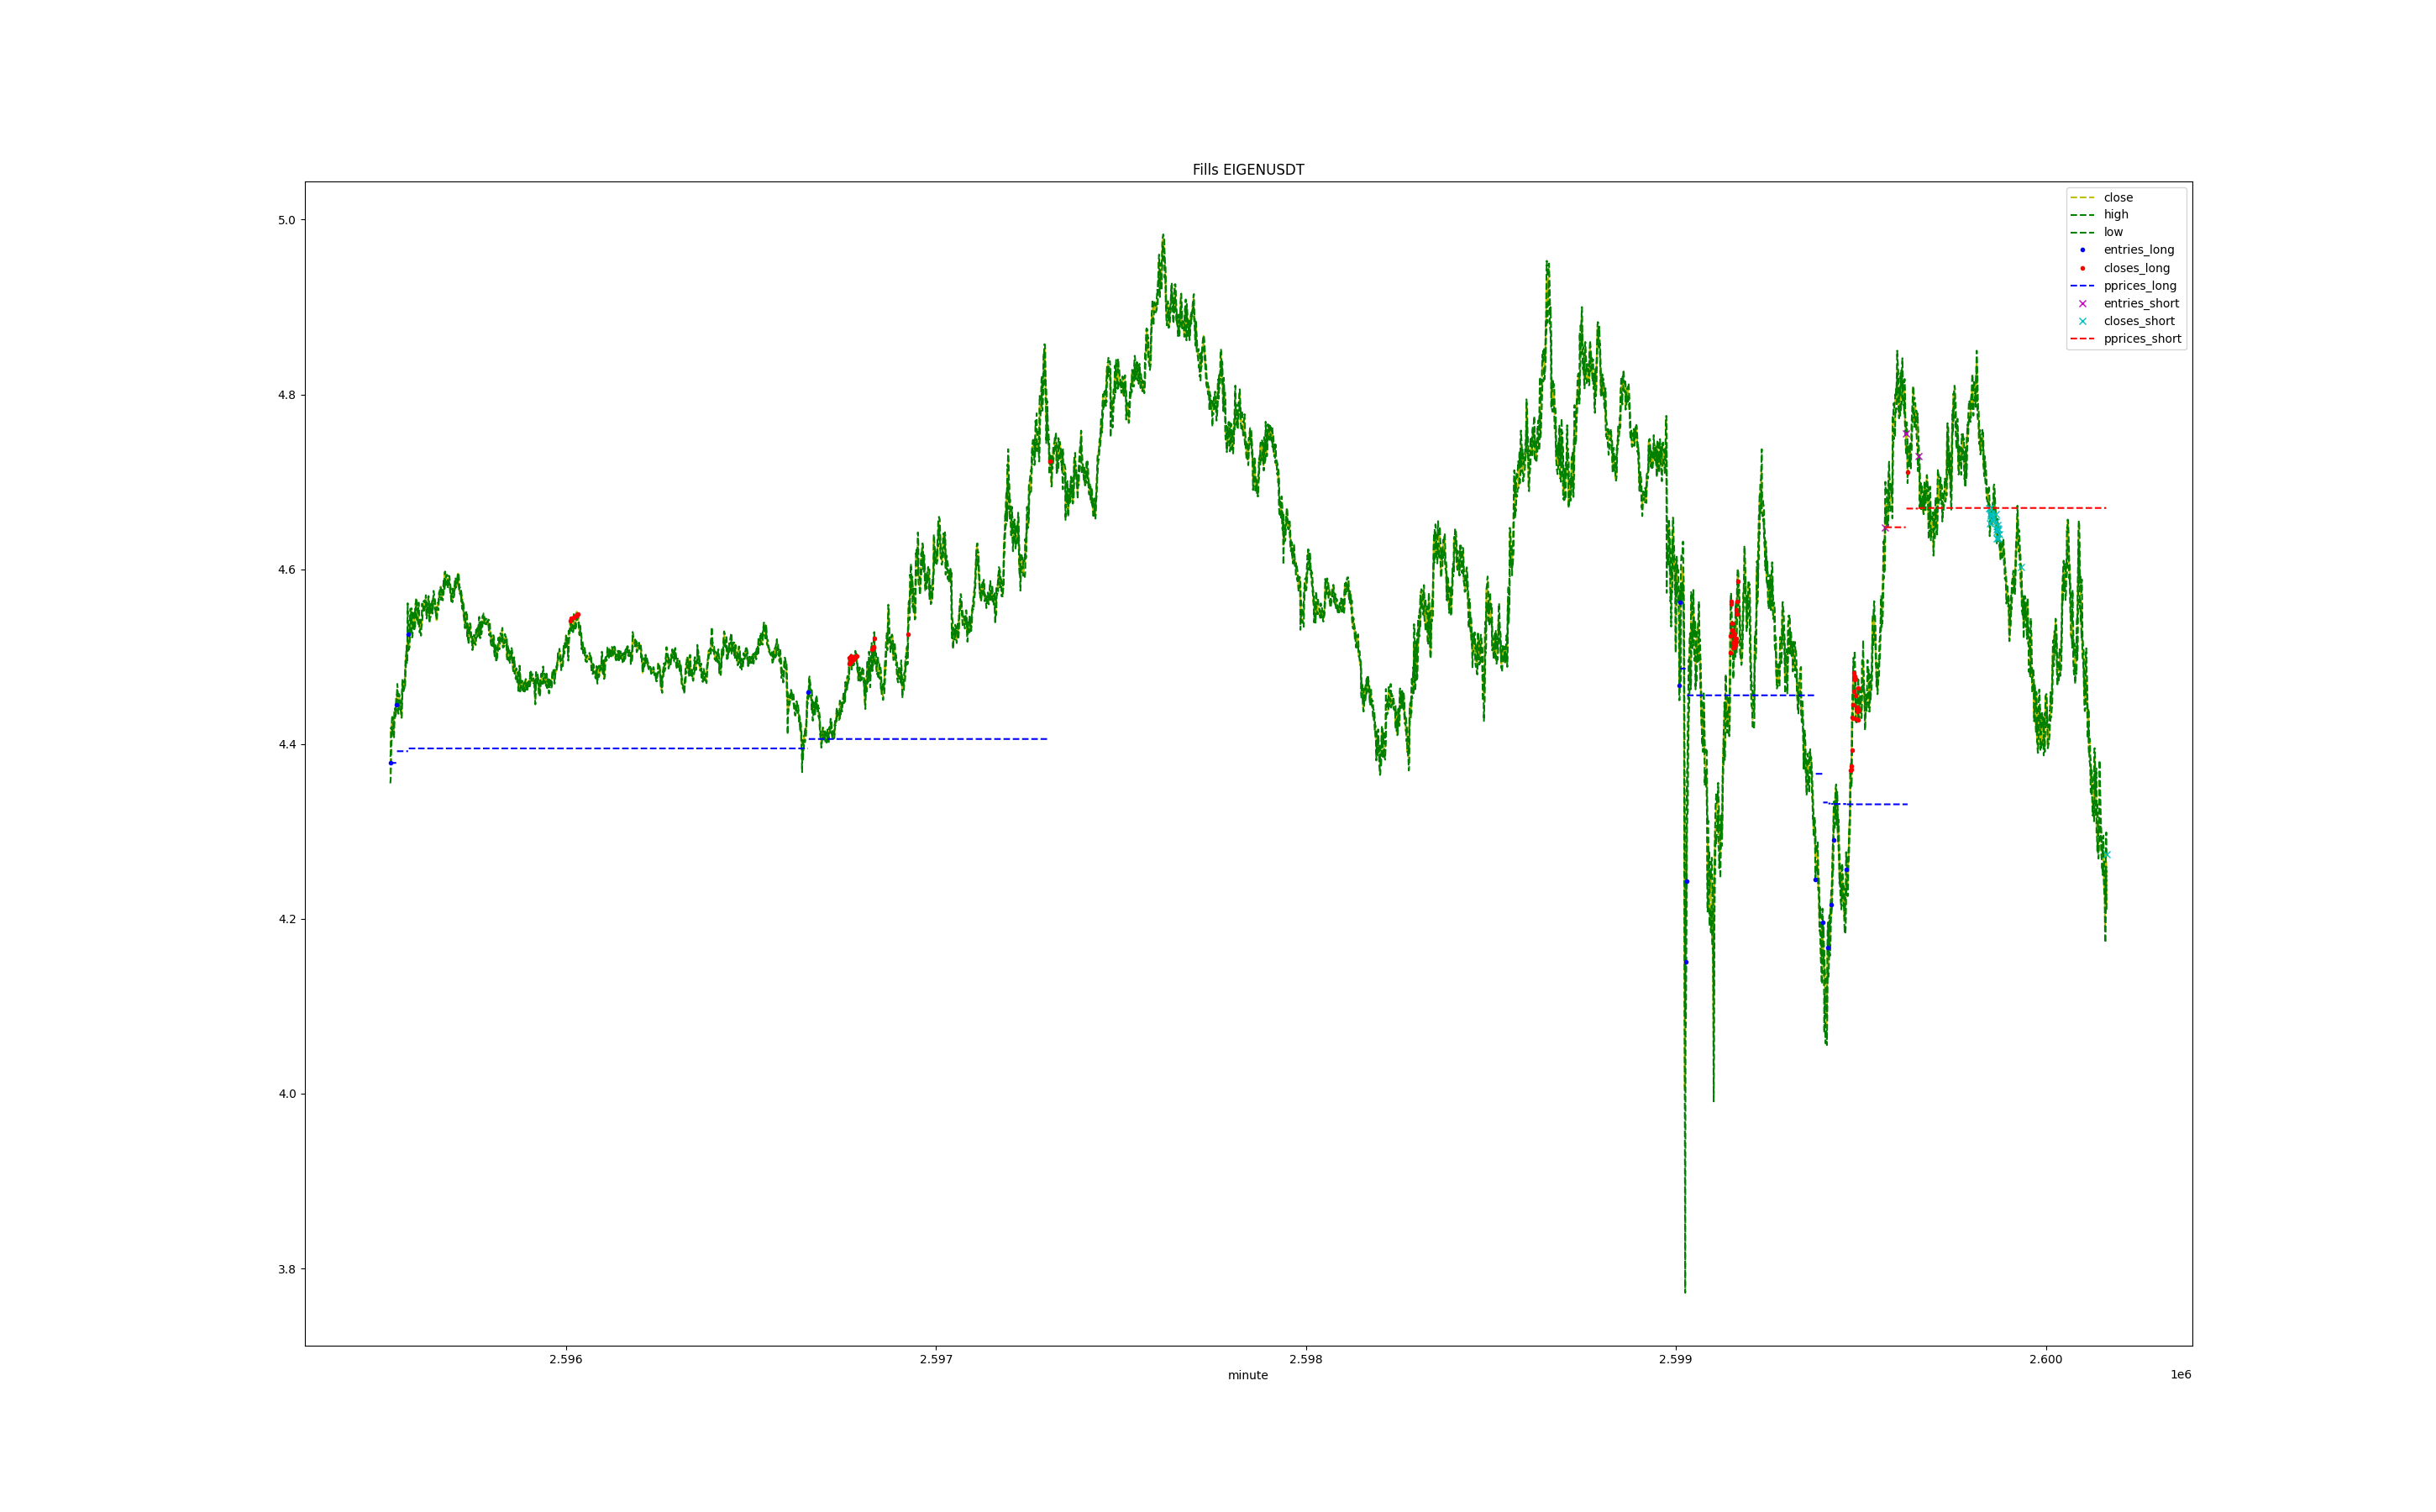 Fills EIGENUSDT
close
high
low
entries_long
closes_long
pprices_long
entries_short
closes_short
pprices_short
5.0
4.8
4.6
4.4
4.2
4.0
3.8
2.596 2.597 2.598 2.599 2.600
minute
1e6